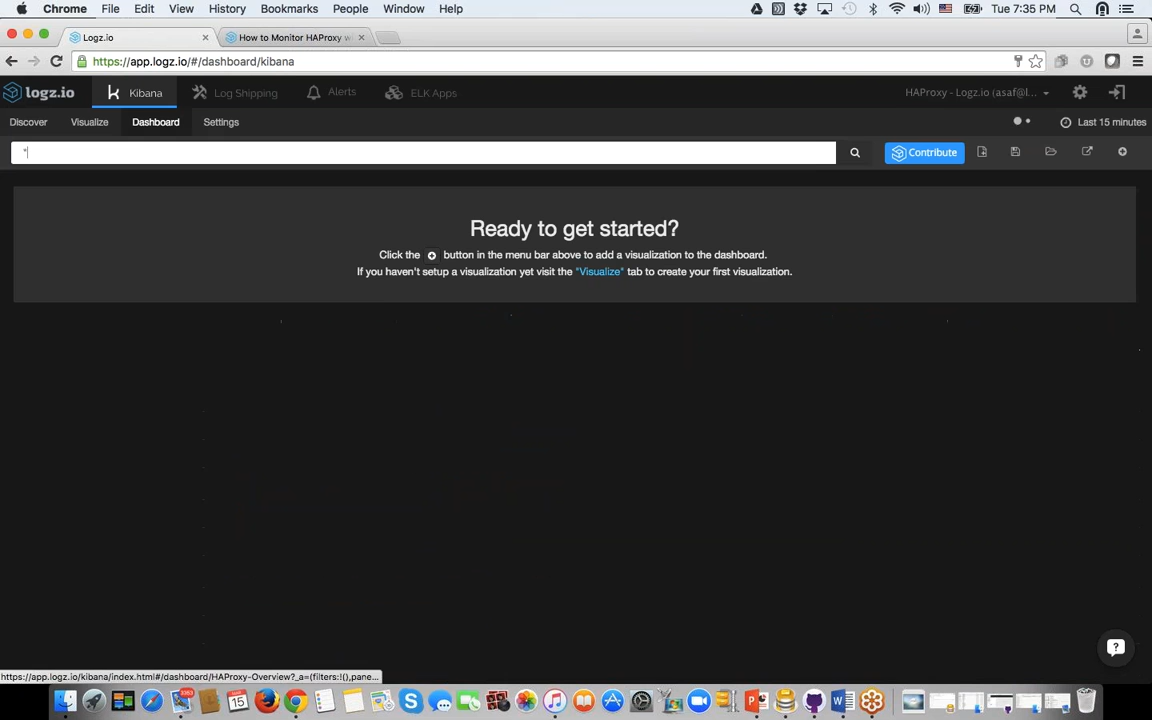 Chrome File Edit View History Bookmarks People Window Help Tue 7:35 PM
Logz.io × How to Monitor HAProxy wi ×
https://app.logz.io/#/dashboard/kibana
logz.io Kibana Log Shipping Alerts ELK Apps HAProxy - Logz.io (asaf@l...
Discover Visualize Dashboard Settings Last 15 minutes
* Contribute
Ready to get started?
Click the button in the menu bar above to add a visualization to the dashboard.
If you haven't setup a visualization yet visit the "Visualize" tab to create your first visualization.
?
https://app.logz.io/kibana/index.html#/dashboard/HAProxy-Overview?_a=(filters:!(),pane...